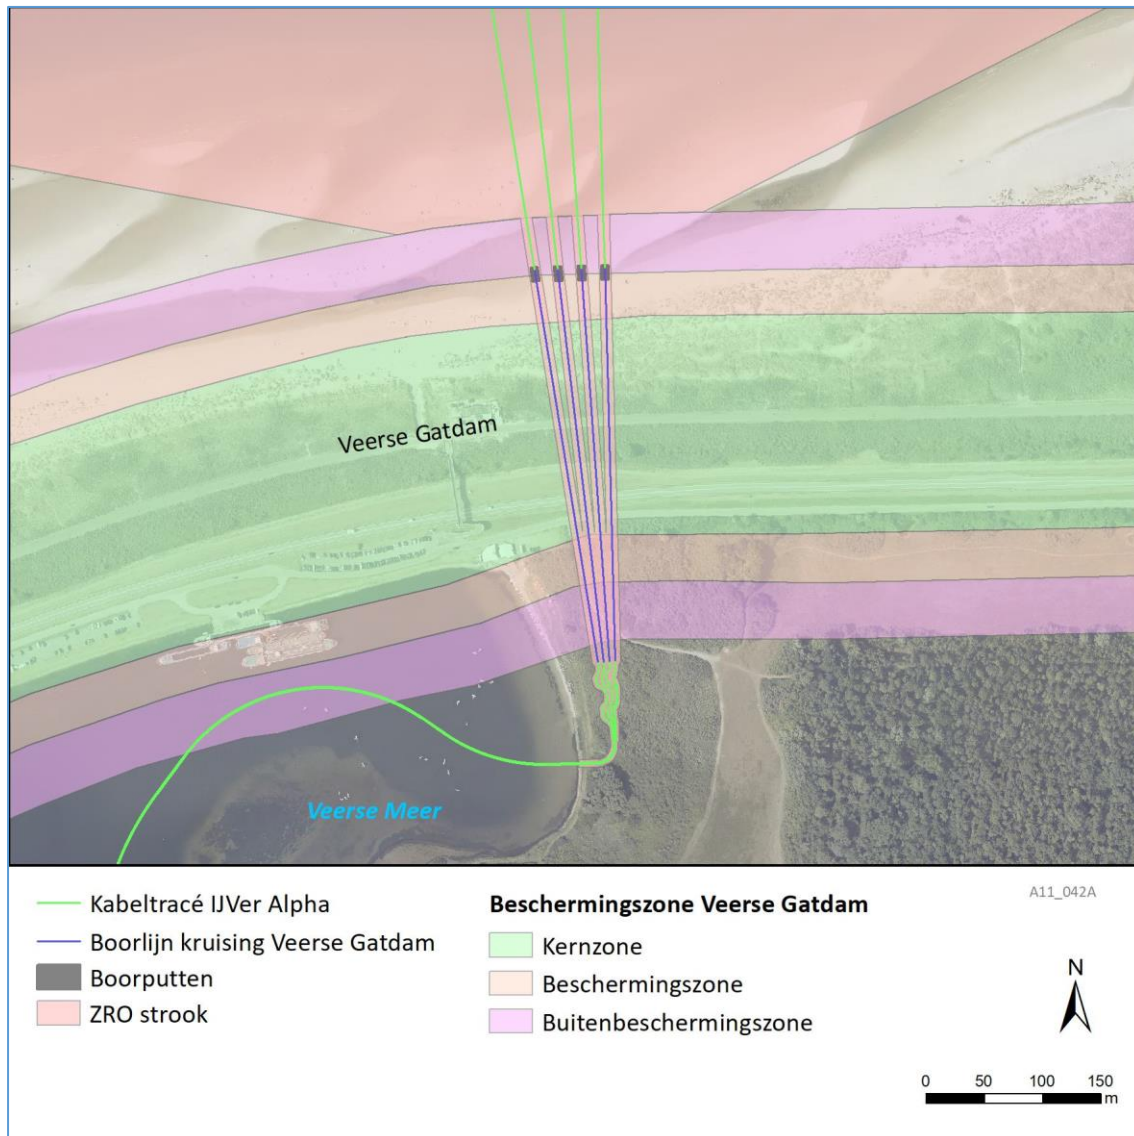 Veerse Gatdam
Veerse Meer
Kabeltracé IJVer Alpha
Boorlijn kruising Veerse Gatdam
Boorputten
ZRO strook
Beschermingszone Veerse Gatdam
Kernzone
Beschermingszone
Buitenbeschermingszone
A11_042A
N
0 50 100 150
m